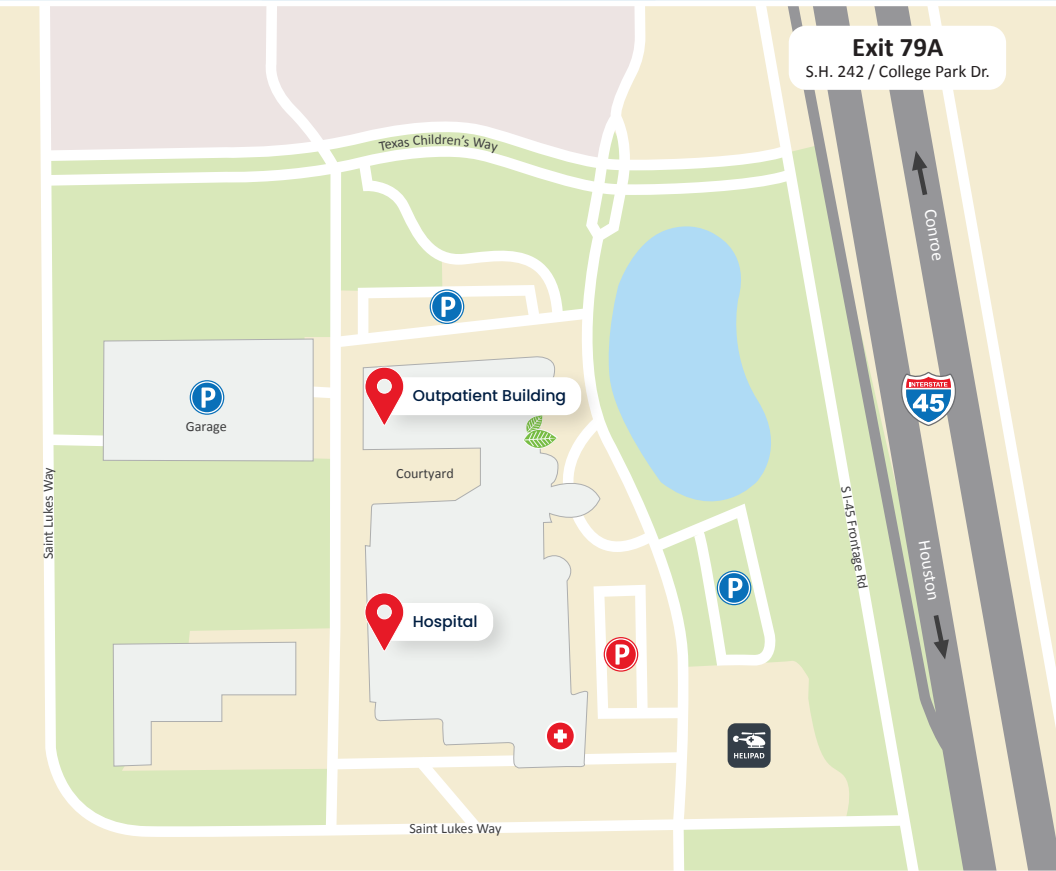 Exit 79A
S.H. 242 / College Park Dr.
Texas Children's Way
Conroe
P
INTERSTATE
45
P
Garage
Outpatient Building
Courtyard
Saint Lukes Way
S I-45 Frontage Rd
Houston
P
Hospital
P
HELIPAD
Saint Lukes Way